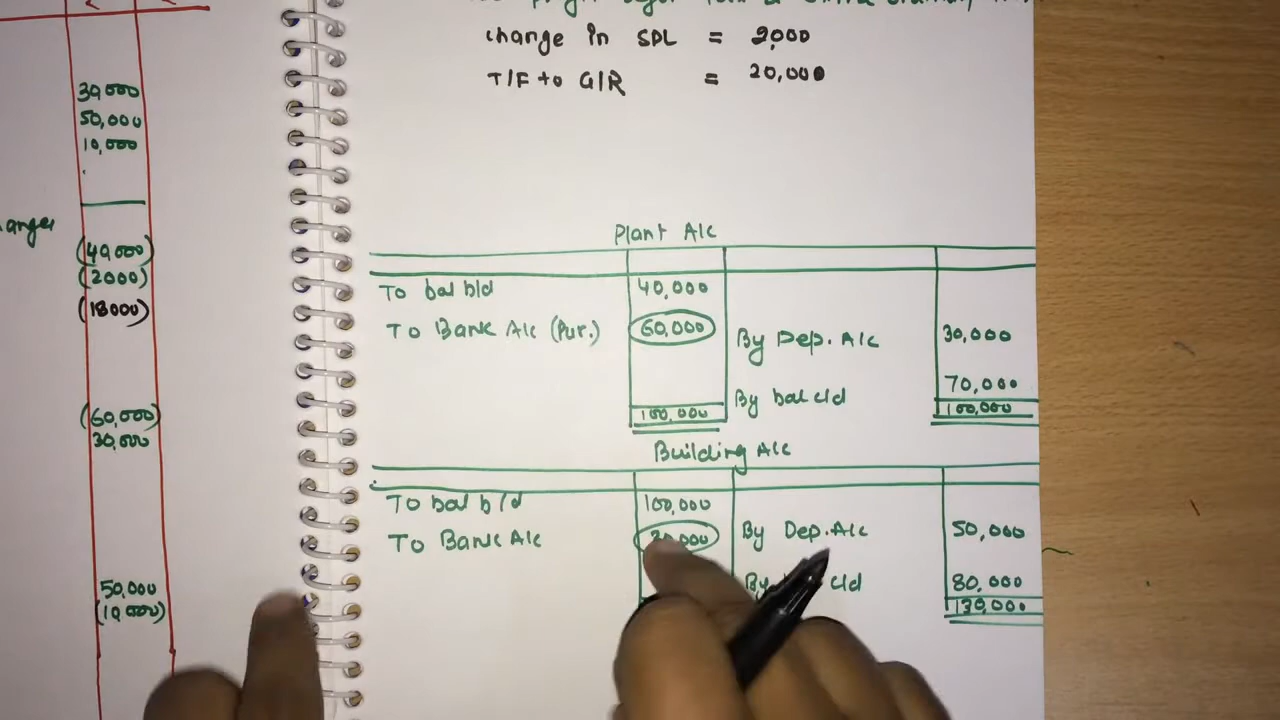 30,000
50,000
10,000
(40,000)
(2000)
(18000)
(60,000)
30,000
50,000
(10,000)
change in SDL = 2,000
T/F to G/R = 20,000
Plant A/c
To bal b/d 40,000
To Bank A/c (Pur.) 60,000 By Dep. A/c 30,000
By bal c/d 70,000
100,000 100,000
Building A/c
To bal b/d 100,000
To Bank A/c By Dep. A/c 50,000
By c/d 80,000
130,000